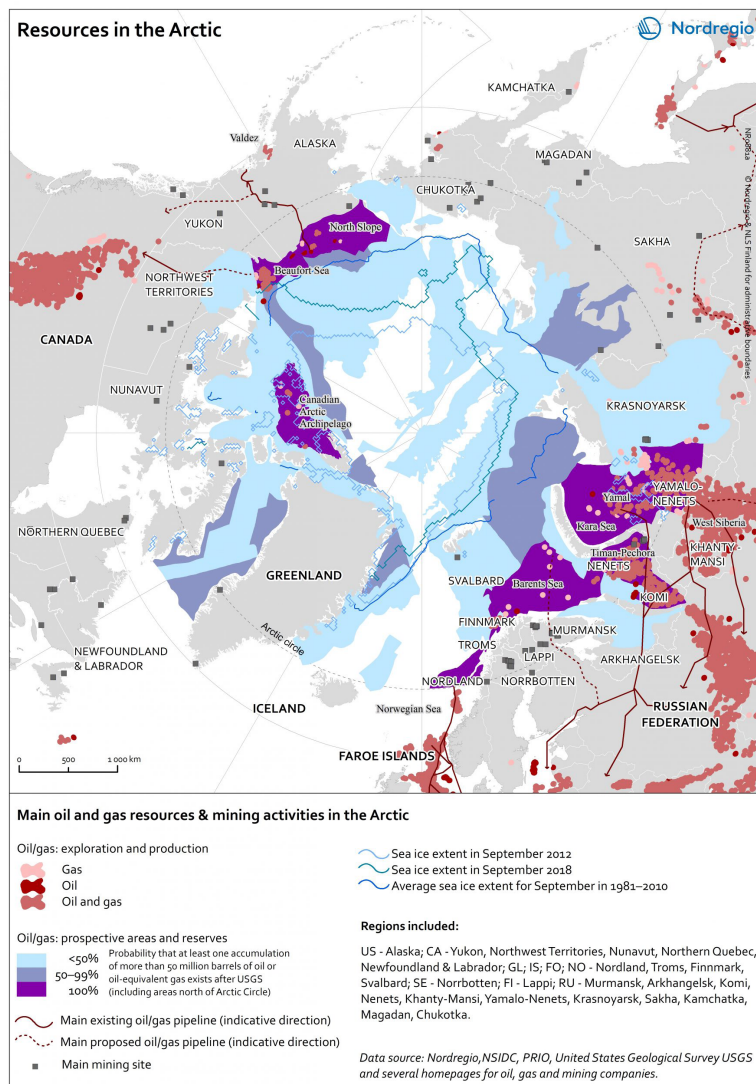 Resources in the Arctic
Nordregio
KAMCHATKA
NR0081a © Nordregio & NLS Finland for administrative boundaries
Valdez
ALASKA
MAGADAN
CHUKOTKA
YUKON
North Slope
SAKHA
Beaufort Sea
NORTHWEST
TERRITORIES
CANADA
NUNAVUT
Canadian
Arctic
Archipelago
KRASNOYARSK
Yamal
YAMALO-
NENETS
Kara Sea
West Siberia
NORTHERN QUEBEC
Timan-Pechora
NENETS
KHANTY-
MANSI
GREENLAND
SVALBARD
Barents Sea
KOMI
FINNMARK
MURMANSK
Arctic circle
TROMS
LAPPI
ARKHANGELSK
NEWFOUNDLAND
& LABRADOR
NORDLAND
NORRBOTTEN
ICELAND
Norwegian Sea
RUSSIAN
FEDERATION
FAROE ISLANDS
0 500 1 000 km
Main oil and gas resources & mining activities in the Arctic
Oil/gas: exploration and production
Gas
Oil
Oil and gas
Oil/gas: prospective areas and reserves
<50%
50–99%
100%
Probability that at least one accumulation
of more than 50 million barrels of oil or
oil-equivalent gas exists after USGS
(including areas north of Arctic Circle)
Main existing oil/gas pipeline (indicative direction)
Main proposed oil/gas pipeline (indicative direction)
Main mining site
Sea ice extent in September 2012
Sea ice extent in September 2018
Average sea ice extent for September in 1981–2010
Regions included:
US - Alaska; CA - Yukon, Northwest Territories, Nunavut, Northern Quebec,
Newfoundland & Labrador; GL; IS; FO; NO - Nordland, Troms, Finnmark,
Svalbard; SE - Norrbotten; FI - Lappi; RU - Murmansk, Arkhangelsk, Komi,
Nenets, Khanty-Mansi, Yamalo-Nenets, Krasnoyarsk, Sakha, Kamchatka,
Magadan, Chukotka.
Data source: Nordregio,NSIDC, PRIO, United States Geological Survey USGS
and several homepages for oil, gas and mining companies.